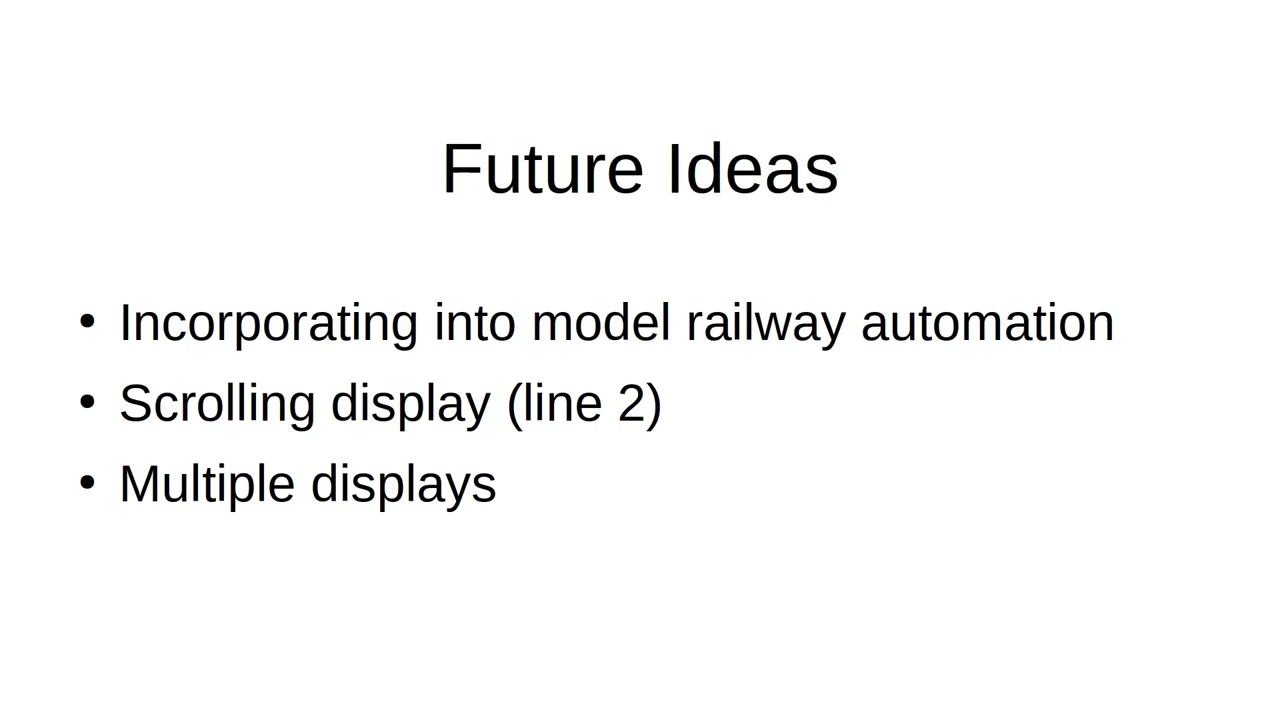 Future Ideas
• Incorporating into model railway automation
• Scrolling display (line 2)
• Multiple displays